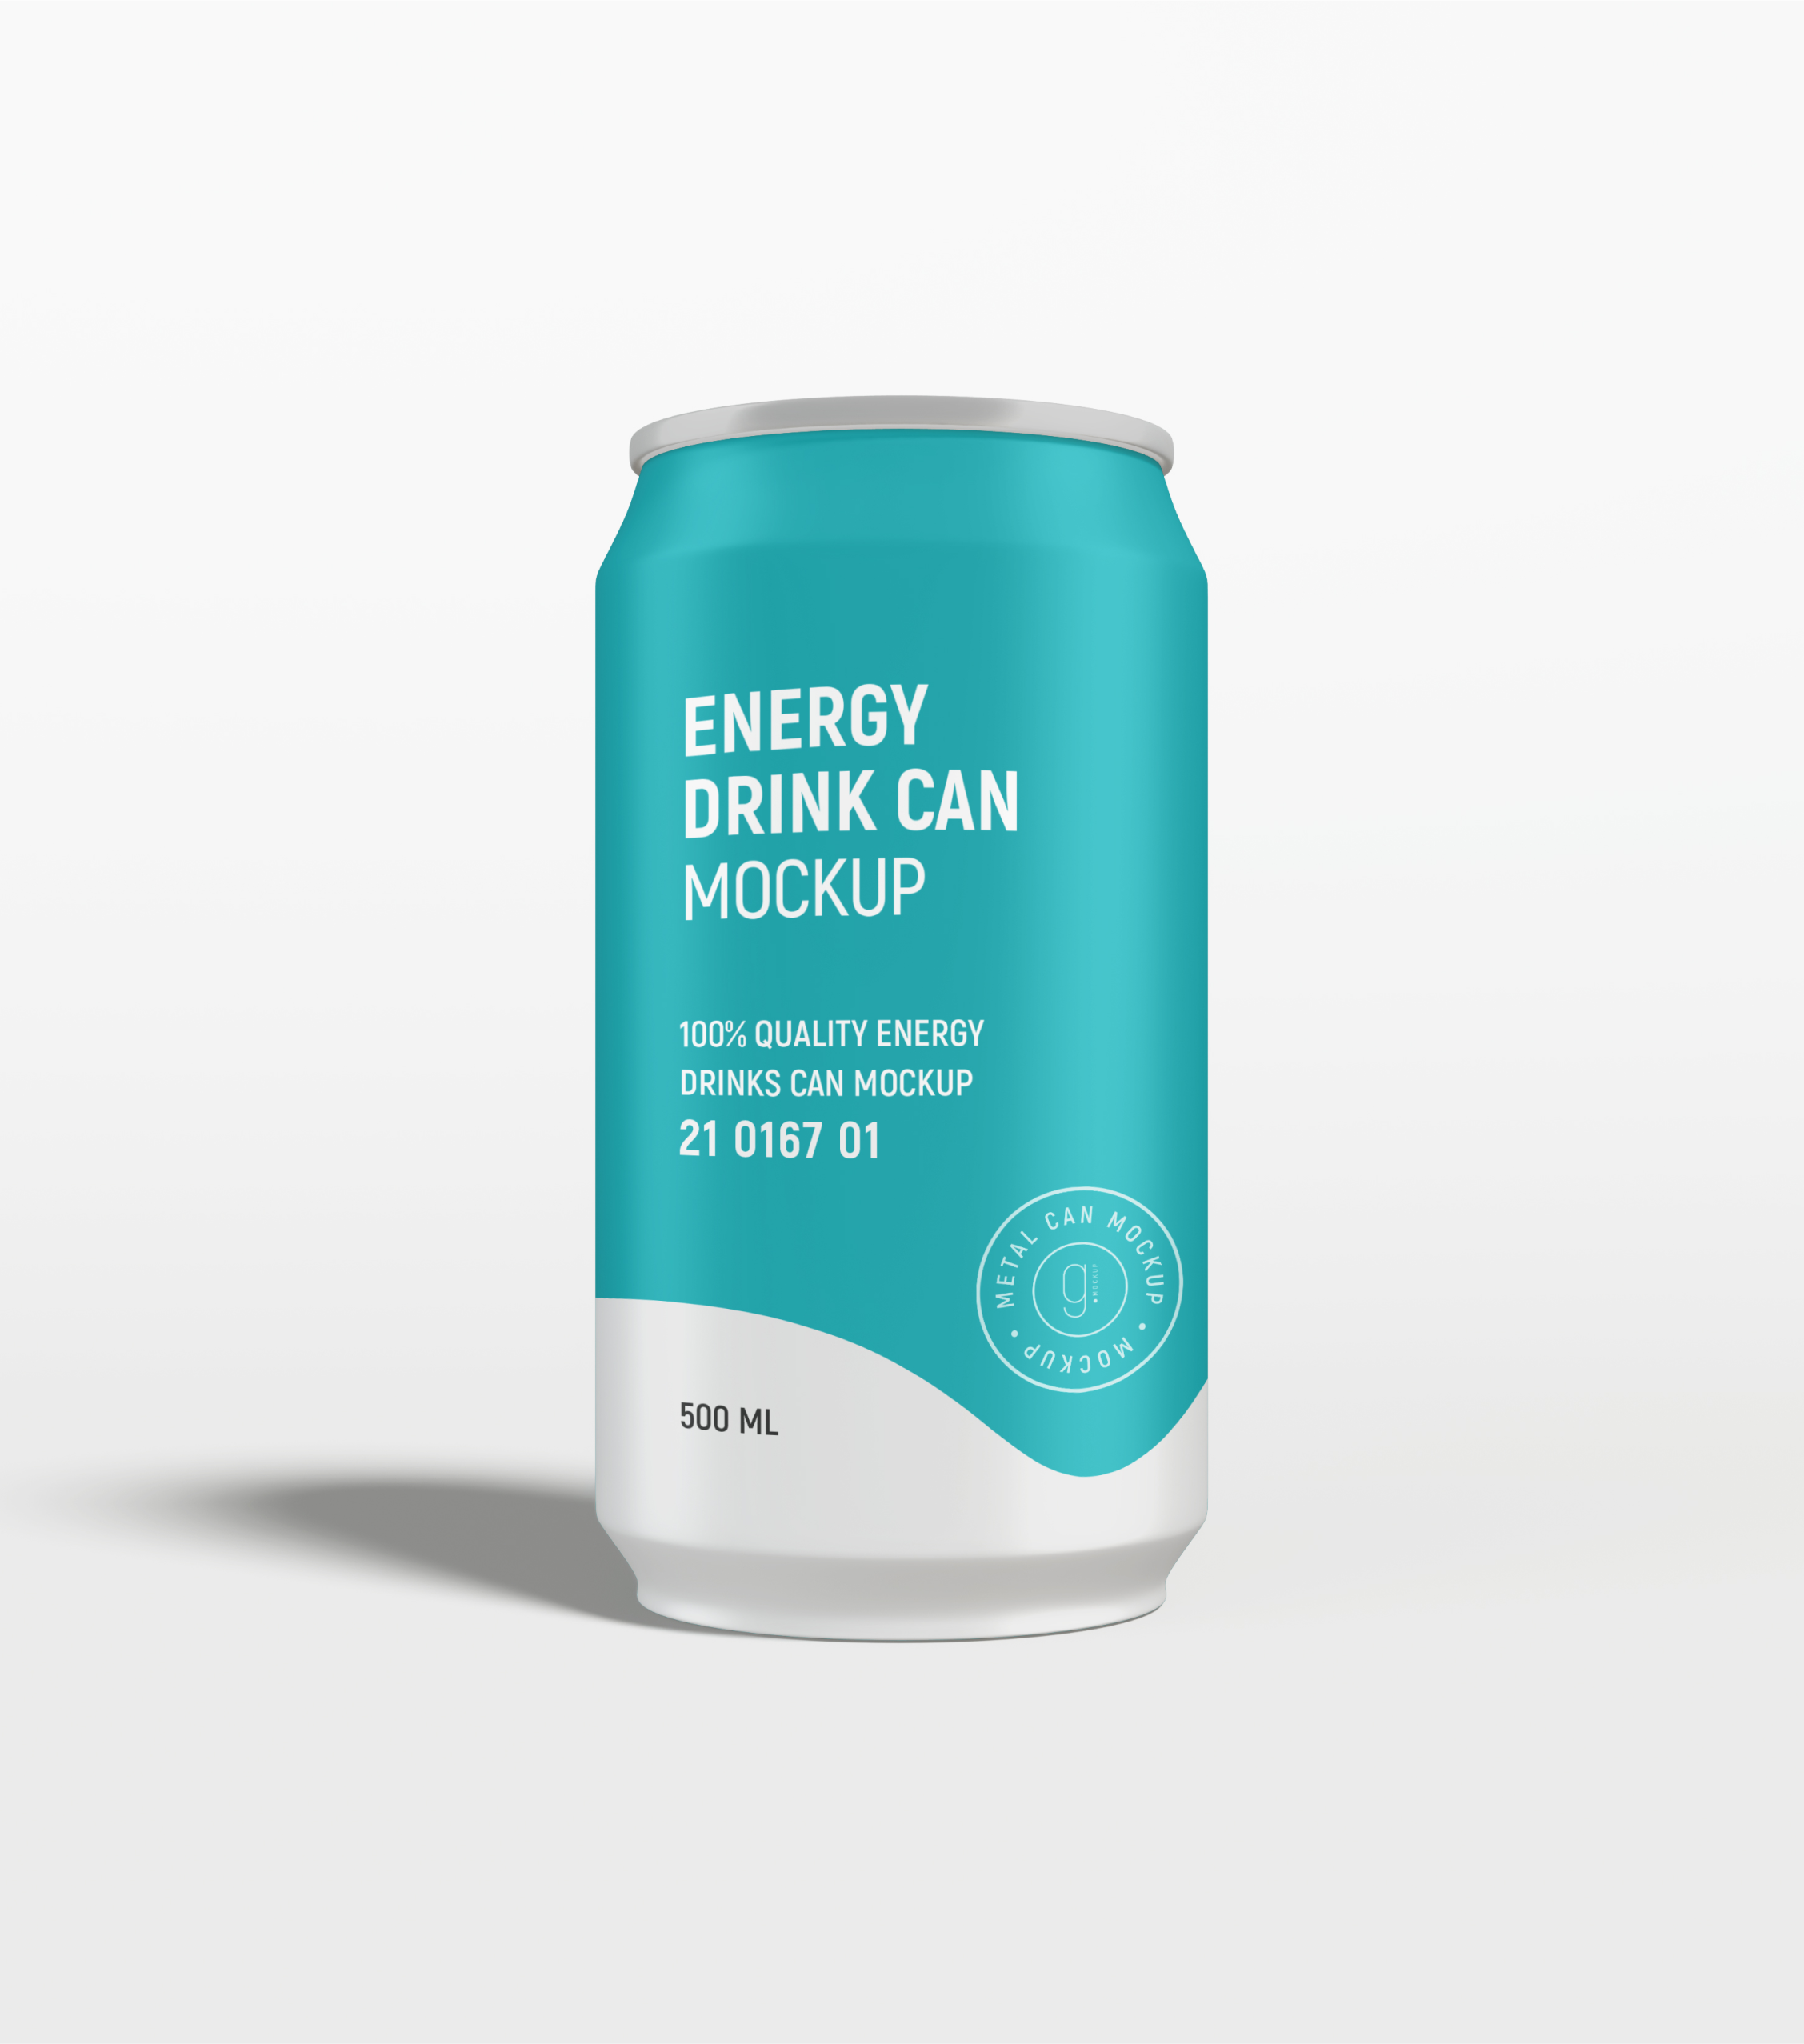 ENERGY
DRINK CAN
MOCKUP
100% QUALITY ENERGY
DRINKS CAN MOCKUP
21 0167 01
METAL CAN MOCKUP • MOCKUP •
g
•MOCKUP
500 ML